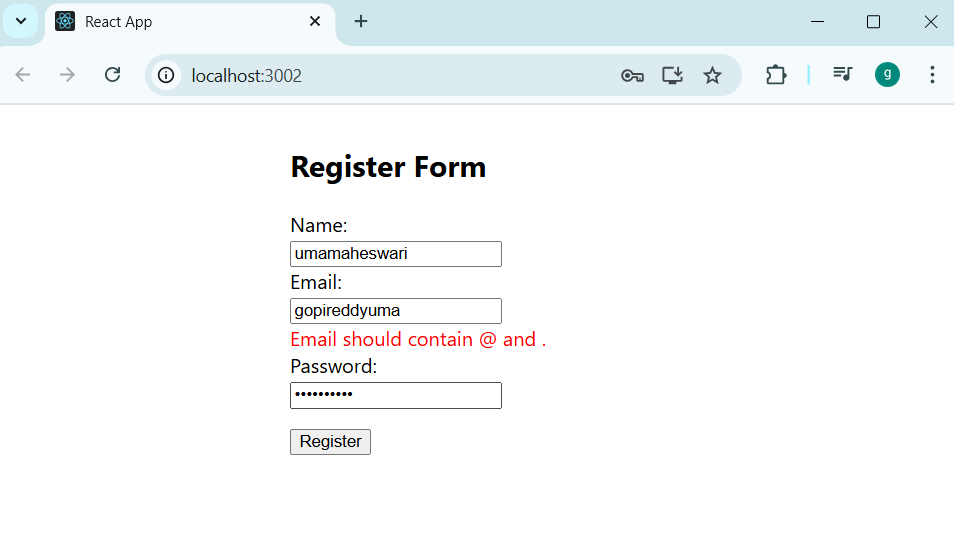 React App
localhost:3002
g
Register Form
Name:
umamaheswari
Email:
gopireddyuma
Email should contain @ and .
Password:
••••••••••
Register